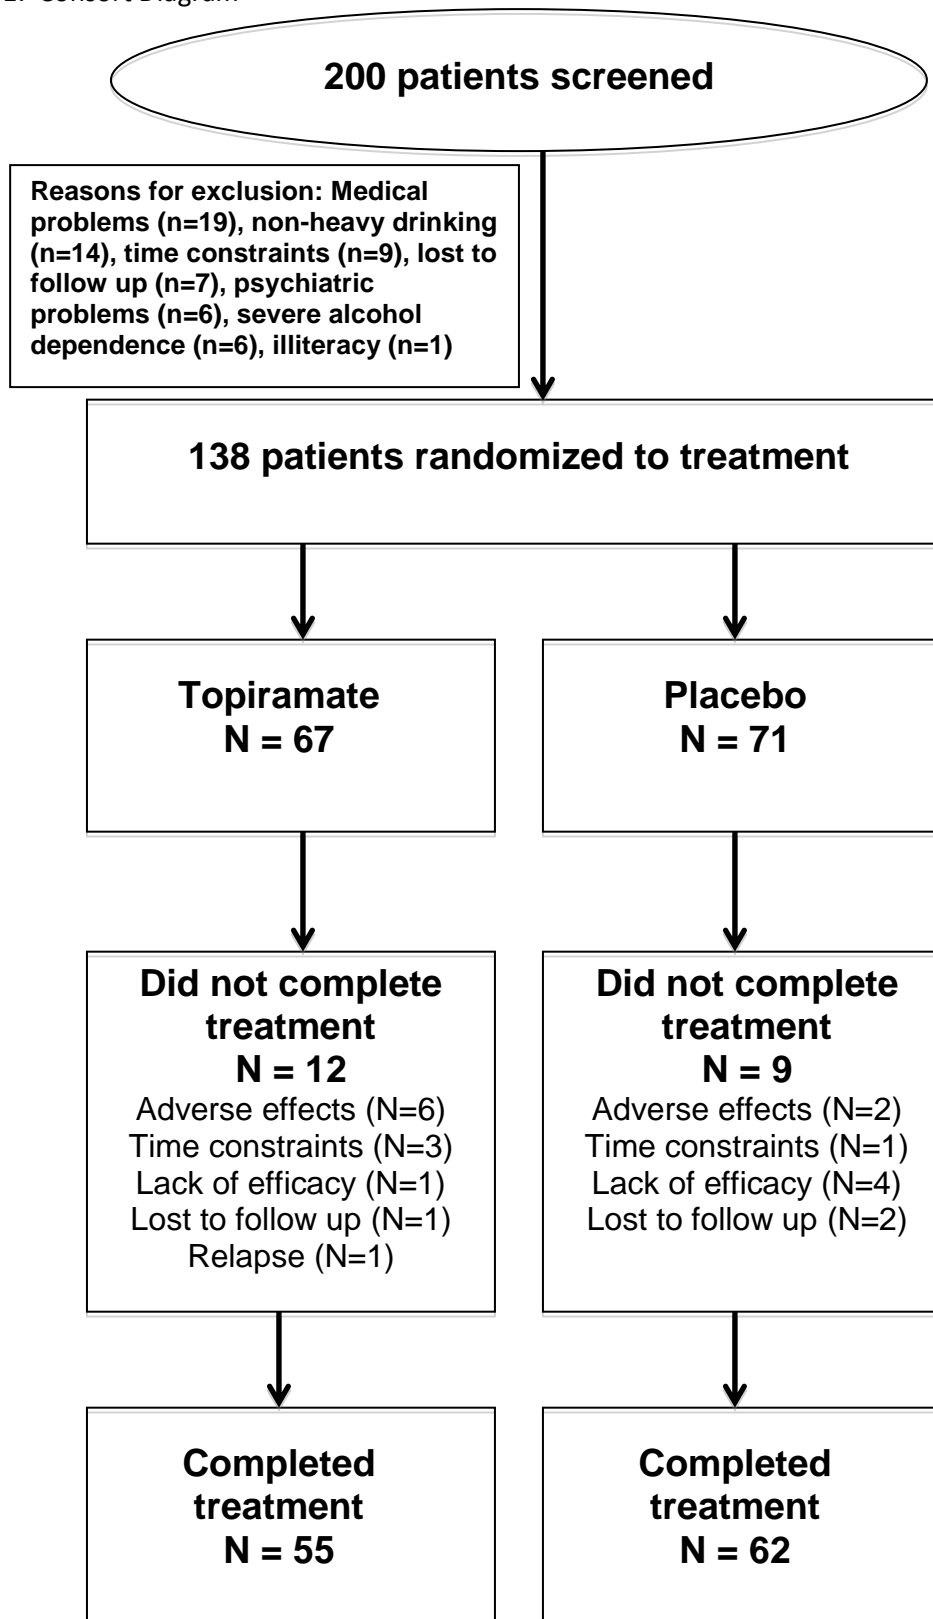 1. Consort Diagram
200 patients screened
Reasons for exclusion: Medical
problems (n=19), non-heavy drinking
(n=14), time constraints (n=9), lost to
follow up (n=7), psychiatric
problems (n=6), severe alcohol
dependence (n=6), illiteracy (n=1)
138 patients randomized to treatment
Topiramate
N = 67
Placebo
N = 71
Did not complete
treatment
N = 12
Adverse effects (N=6)
Time constraints (N=3)
Lack of efficacy (N=1)
Lost to follow up (N=1)
Relapse (N=1)
Did not complete
treatment
N = 9
Adverse effects (N=2)
Time constraints (N=1)
Lack of efficacy (N=4)
Lost to follow up (N=2)
Completed
treatment
N = 55
Completed
treatment
N = 62